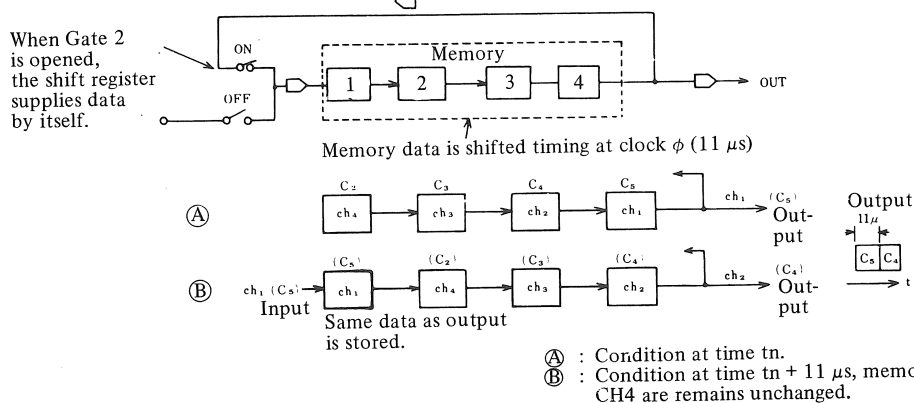 When Gate 2
is opened,
the shift register
supplies data
by itself.
ON
OFF
Memory
1 2 3 4
OUT
Memory data is shifted timing at clock φ (11 μs)
Ⓐ
C₂ C₃ C₄ C₅
ch₄ ch₃ ch₂ ch₁
ch₁ (C₅)
Out-
put
Output
11μ
C₅ C₄
t
Ⓑ
ch₁ (C₅)
Input
(C₅) (C₂) (C₃) (C₄)
ch₁ ch₄ ch₃ ch₂
ch₂ (C₄)
Out-
put
Same data as output
is stored.
Ⓐ : Condition at time tn.
Ⓑ : Condition at time tn + 11 μs, memo
CH4 are remains unchanged.